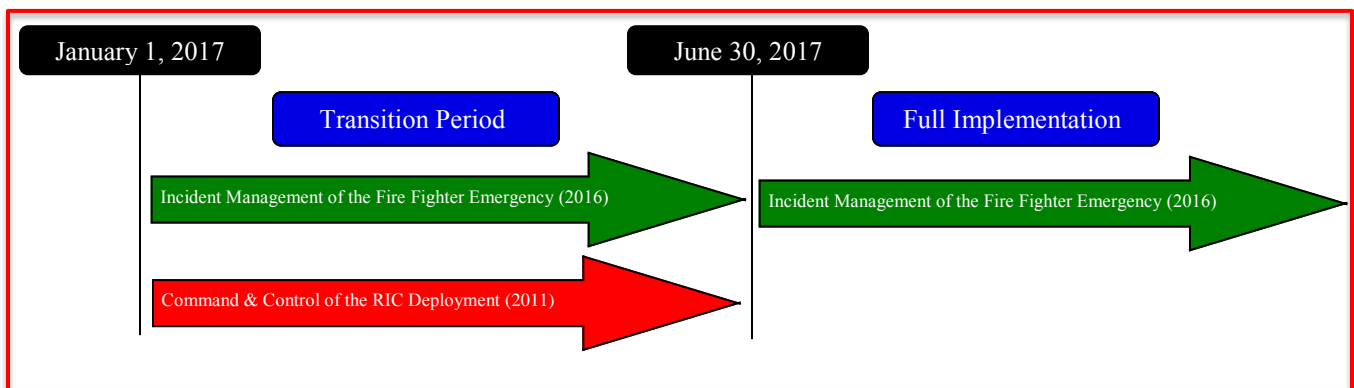 January 1, 2017
June 30, 2017
Transition Period
Full Implementation
Incident Management of the Fire Fighter Emergency (2016)
Incident Management of the Fire Fighter Emergency (2016)
Command & Control of the RIC Deployment (2011)